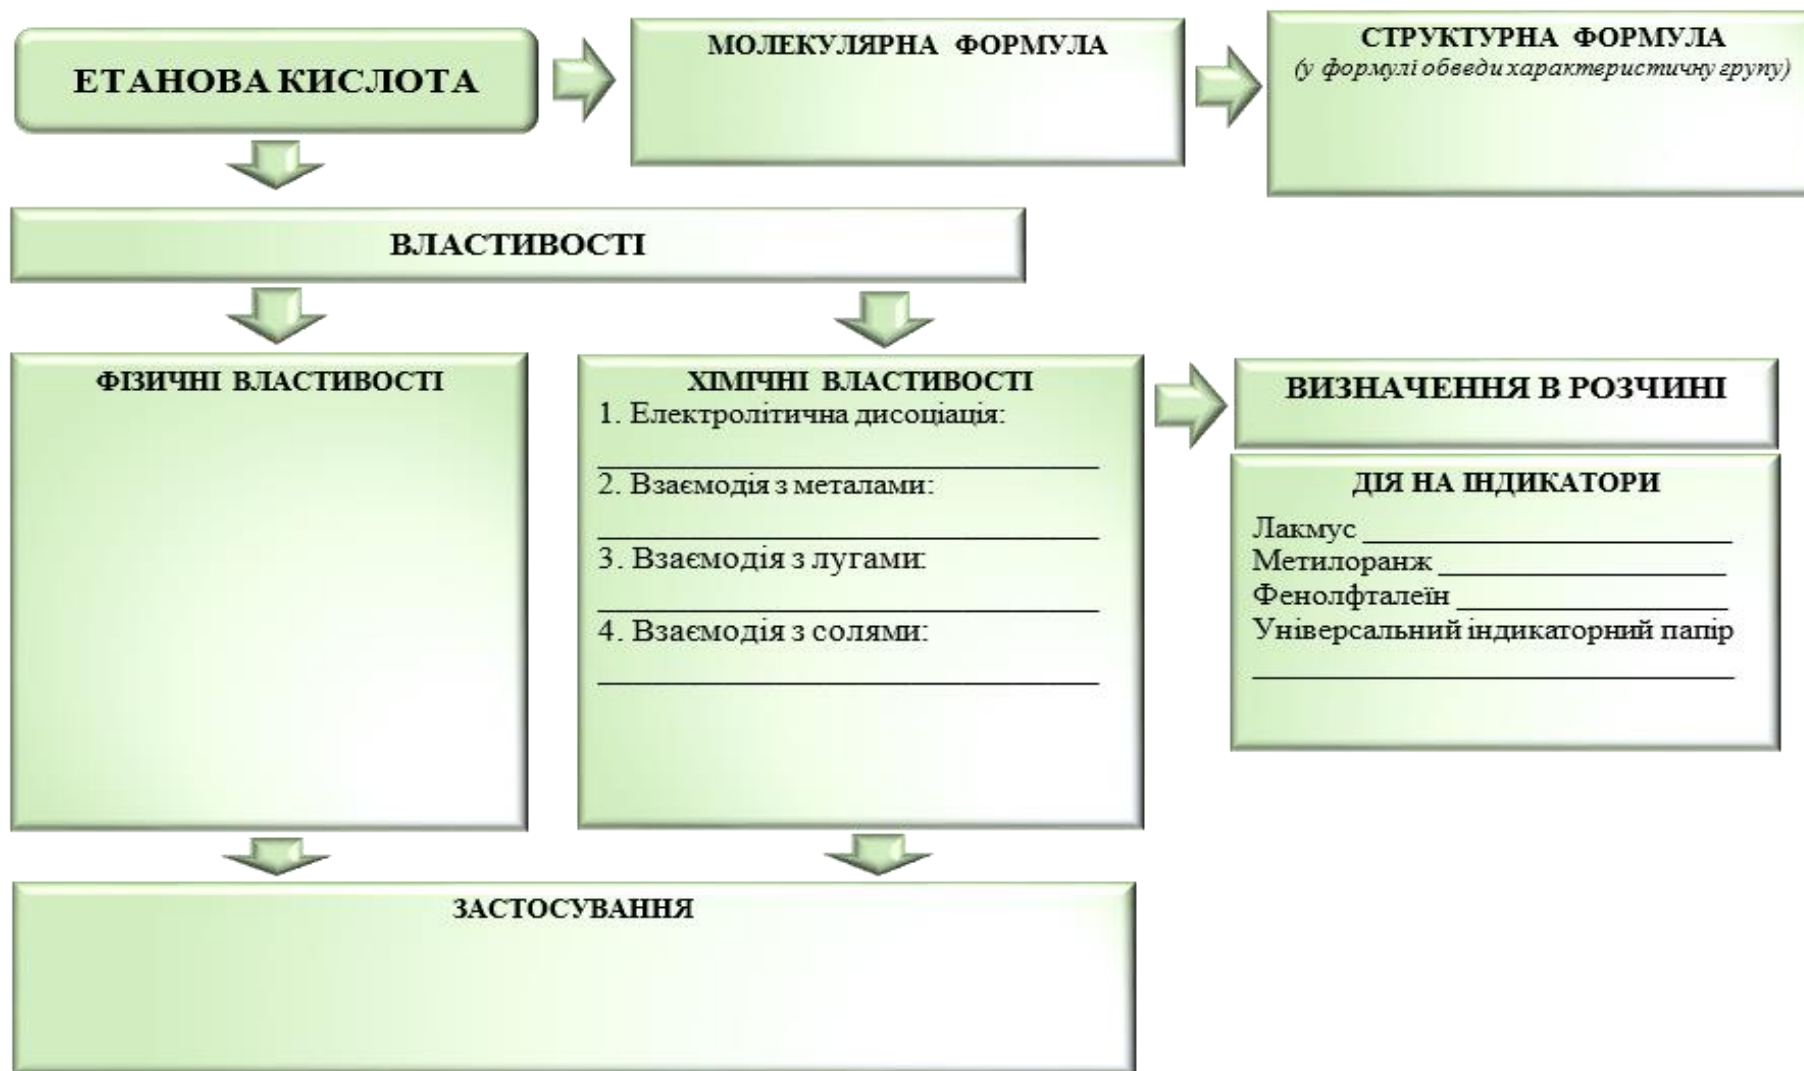 ЕТАНОВА КИСЛОТА
МОЛЕКУЛЯРНА ФОРМУЛА
СТРУКТУРНА ФОРМУЛА
(у формулі обведи характеристичну групу)
ВЛАСТИВОСТІ
ФІЗИЧНІ ВЛАСТИВОСТІ
ХІМІЧНІ ВЛАСТИВОСТІ
1. Електролітична дисоціація:
2. Взаємодія з металами:
3. Взаємодія з лугами:
4. Взаємодія з солями:
ВИЗНАЧЕННЯ В РОЗЧИНІ
ДІЯ НА ІНДИКАТОРИ
Лакмус
Метилоранж
Фенолфталеїн
Універсальний індикаторний папір
ЗАСТОСУВАННЯ